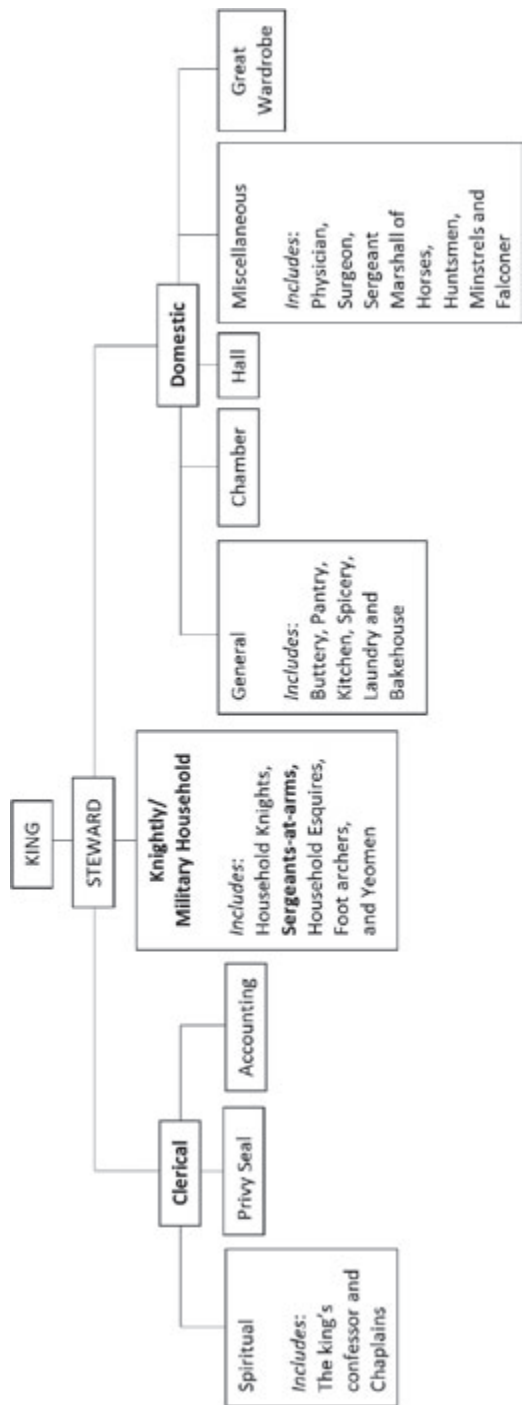 KING
STEWARD
Clerical
Knightly/
Military Household
Includes:
Household Knights,
Sergeants-at-arms,
Household Esquires,
Foot archers,
and Yeomen
Domestic
Spiritual
Includes:
The king's
confessor and
Chaplains
Privy Seal
Accounting
General
Includes:
Buttery, Pantry,
Kitchen, Spicery,
Laundry and
Bakehouse
Chamber
Hall
Miscellaneous
Includes:
Physician,
Surgeon,
Sergeant
Marshall of
Horses,
Huntsmen,
Minstrels and
Falconer
Great
Wardrobe